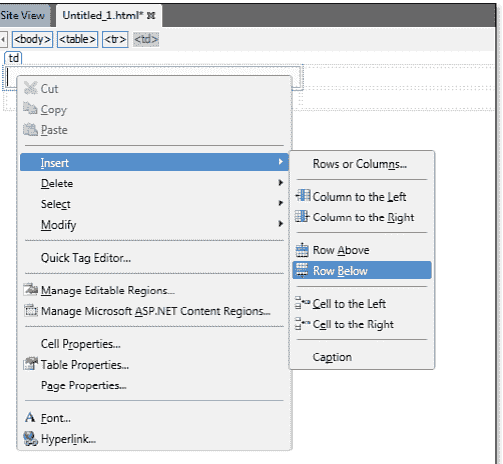 Site View Untitled_1.html*
<body> <table> <tr> <td>
td
Cut
Copy
Paste
Insert
Delete
Select
Modify
Quick Tag Editor...
Manage Editable Regions...
Manage Microsoft ASP.NET Content Regions...
Cell Properties...
Table Properties...
Page Properties...
Font...
Hyperlink...
Rows or Columns...
Column to the Left
Column to the Right
Row Above
Row Below
Cell to the Left
Cell to the Right
Caption